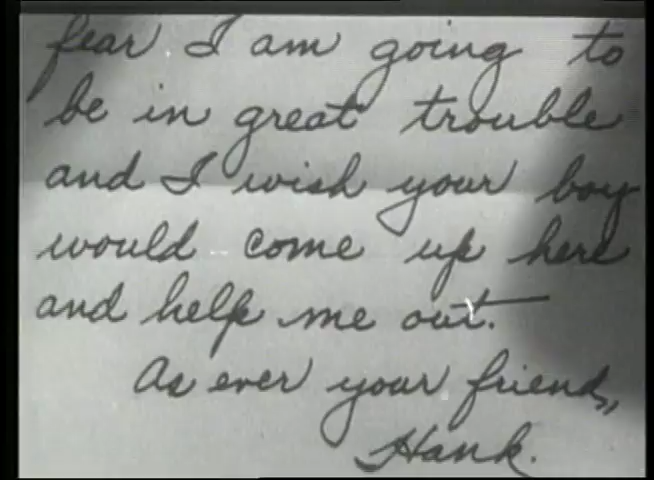 fear I am going to
be in great trouble
and I wish your boy
would come up here
and help me out.
As ever your friend,
Hank.